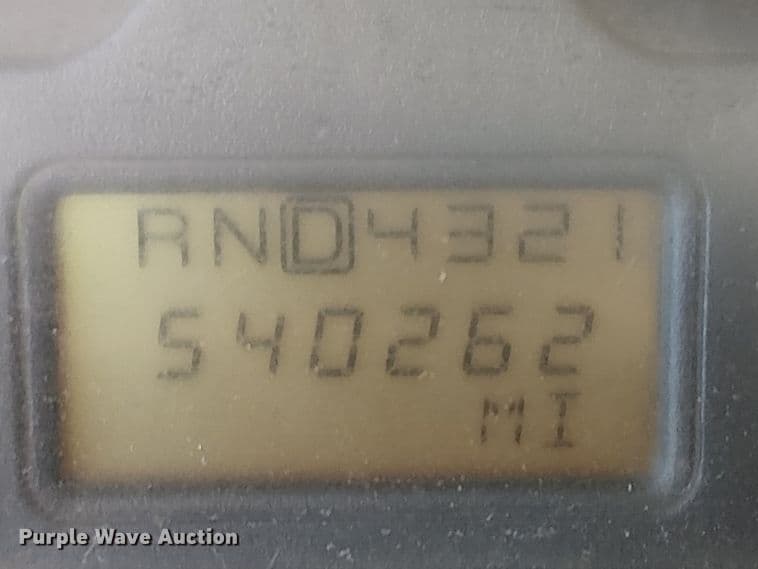 RND4321
540262
MI
Purple Wave Auction